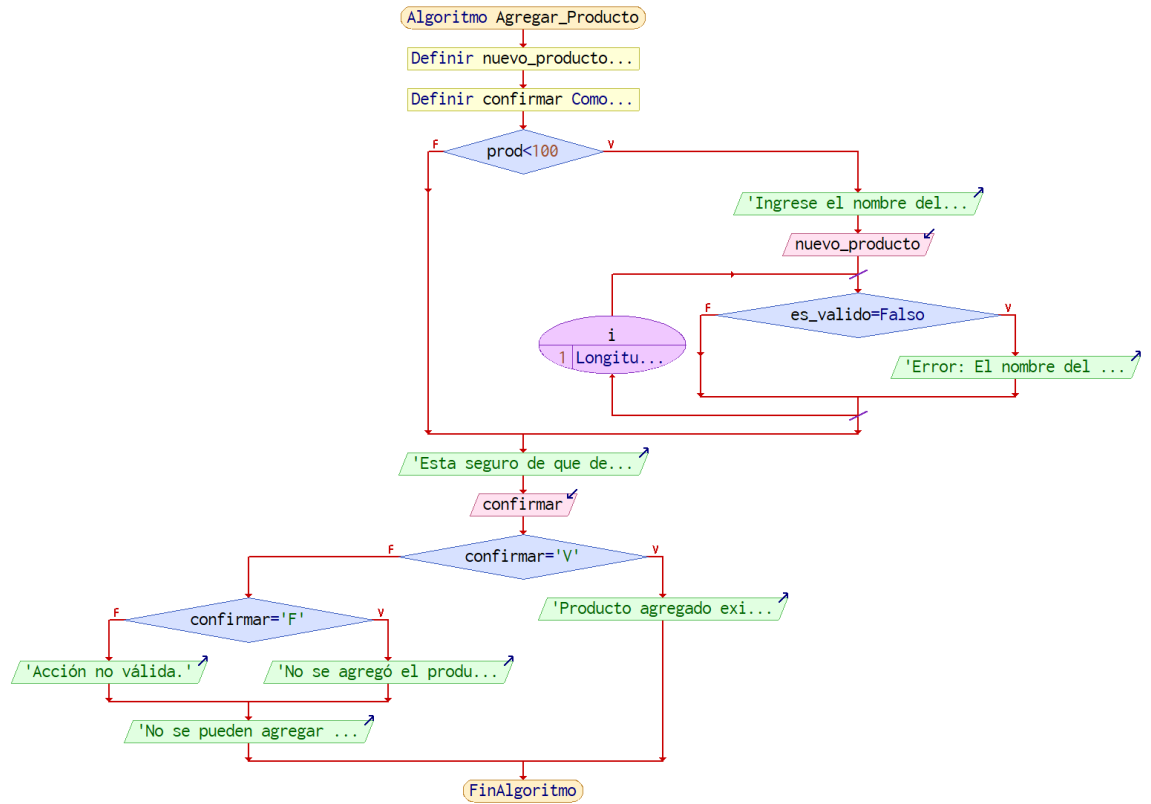 Algoritmo Agregar_Producto
Definir nuevo_producto...
Definir confirmar Como...
F
prod<100
V
'Ingrese el nombre del...
nuevo_producto
i
1 Longitu...
F
es_valido=Falso
V
'Error: El nombre del ...
'Esta seguro de que de...
confirmar
F
confirmar='V'
V
F
confirmar='F'
V
'Producto agregado exi...
'Acción no válida.'
'No se agregó el produ...
'No se pueden agregar ...
FinAlgoritmo